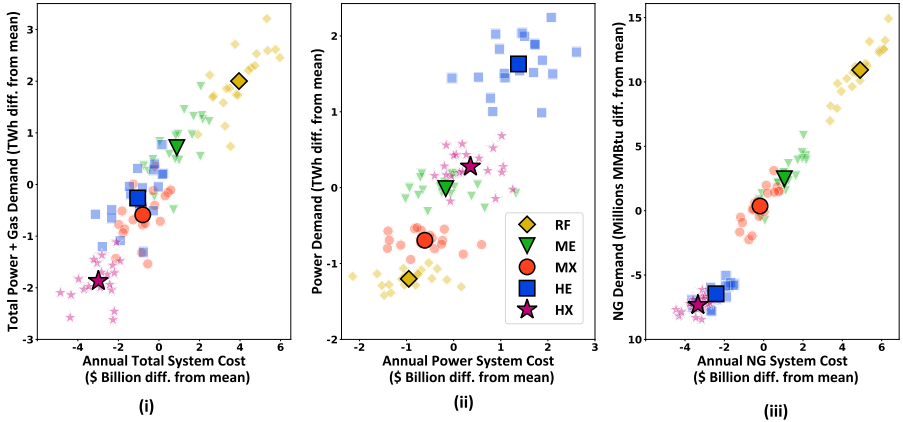 Total Power + Gas Demand (TWh diff. from mean)
3
2
1
0
-1
-2
-3
-4 -2 0 2 4 6
Annual Total System Cost
($ Billion diff. from mean)
(i)
Power Demand (TWh diff. from mean)
2
1
0
-1
-2
-2 -1 0 1 2 3
Annual Power System Cost
($ Billion diff. from mean)
(ii)
RF
ME
MX
HE
HX
NG Demand (Millions MMBtu diff. from mean)
15
10
5
0
-5
10
-4 -2 0 2 4 6
Annual NG System Cost
($ Billion diff. from mean)
(iii)